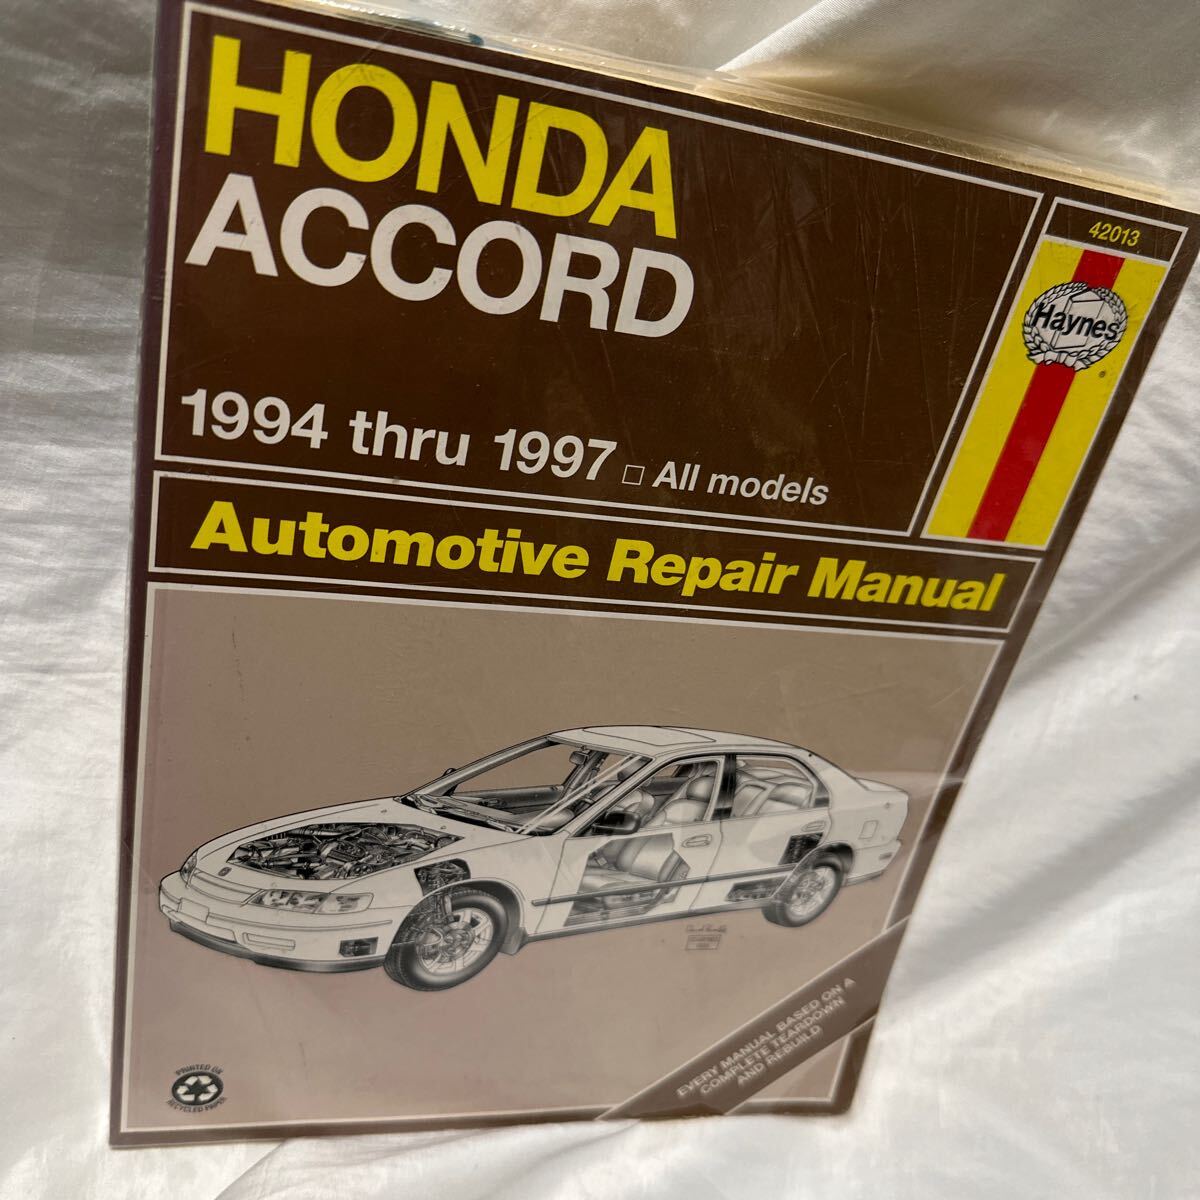 HONDA
ACCORD
1994 thru 1997 □ All models
42013
Haynes
®
Automotive Repair Manual
EVERY MANUAL BASED ON A
COMPLETE TEARDOWN
AND REBUILD
PRINTED ON
RECYCLED PAPER